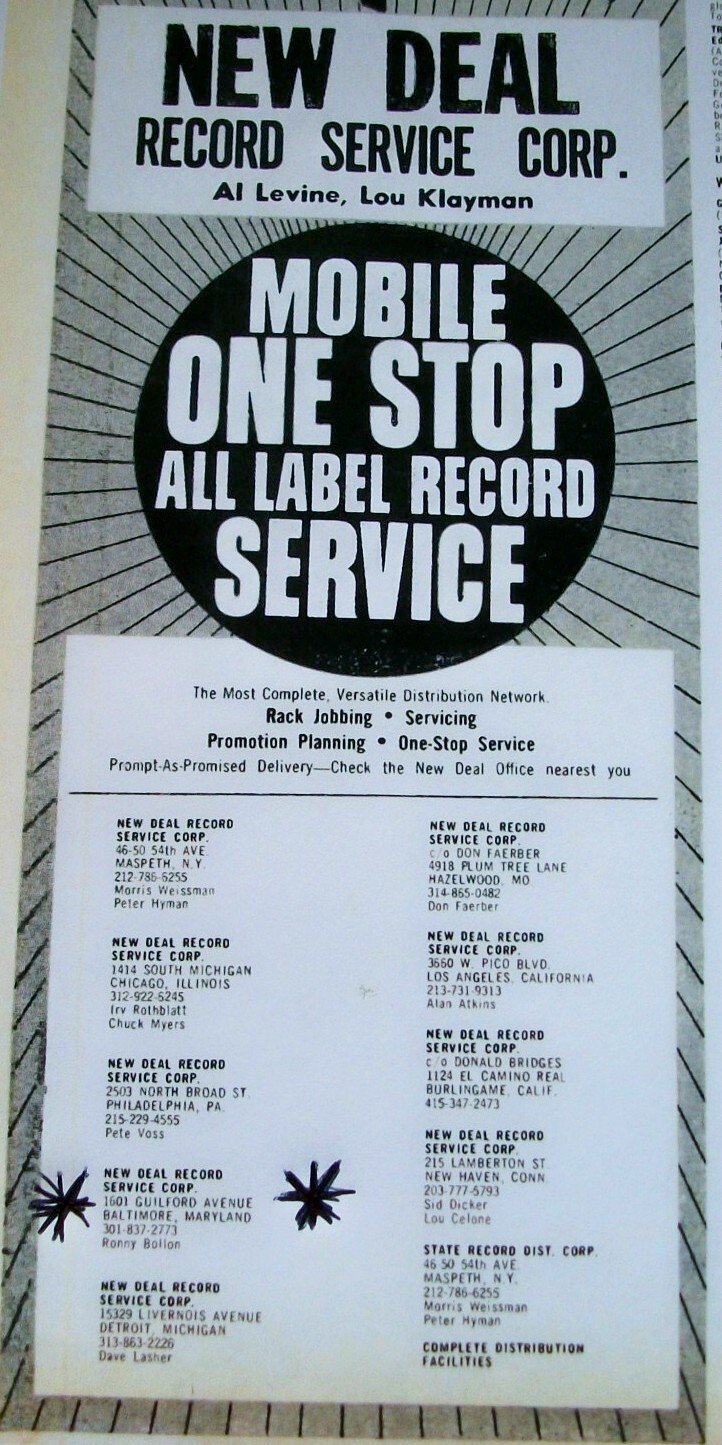 NEW DEAL
RECORD SERVICE CORP.
Al Levine, Lou Klayman
MOBILE
ONE STOP
ALL LABEL RECORD
SERVICE
The Most Complete, Versatile Distribution Network.
Rack Jobbing • Servicing
Promotion Planning • One-Stop Service
Prompt-As-Promised Delivery—Check the New Deal Office nearest you
NEW DEAL RECORD
SERVICE CORP.
46-50 54th AVE.
MASPETH, N.Y.
212-786-6255
Morris Weissman
Peter Hyman
NEW DEAL RECORD
SERVICE CORP.
1414 SOUTH MICHIGAN
CHICAGO, ILLINOIS
312-922-6245
Irv Rothblatt
Chuck Myers
NEW DEAL RECORD
SERVICE CORP.
2503 NORTH BROAD ST.
PHILADELPHIA, PA.
215-229-4555
Pete Voss
NEW DEAL RECORD
SERVICE CORP.
1601 GUILFORD AVENUE
BALTIMORE, MARYLAND
301-837-2773
Ronny Bollon
NEW DEAL RECORD
SERVICE CORP.
15329 LIVERNOIS AVENUE
DETROIT, MICHIGAN
313-863-2226
Dave Lasher
NEW DEAL RECORD
SERVICE CORP.
c/o DON FAERBER
4918 PLUM TREE LANE
HAZELWOOD, MO.
314-865-0482
Don Faerber
NEW DEAL RECORD
SERVICE CORP.
3660 W. PICO BLVD.
LOS ANGELES, CALIFORNIA
213-731-9313
Alan Atkins
NEW DEAL RECORD
SERVICE CORP.
c/o DONALD BRIDGES
1124 EL CAMINO REAL
BURLINGAME, CALIF.
415-347-2473
NEW DEAL RECORD
SERVICE CORP.
215 LAMBERTON ST.
NEW HAVEN, CONN.
203-777-5793
Sid Dicker
Lou Celone
STATE RECORD DIST. CORP.
46 50 54th AVE.
MASPETH, N.Y.
212-786-6255
Morris Weissman
Peter Hyman
COMPLETE DISTRIBUTION
FACILITIES